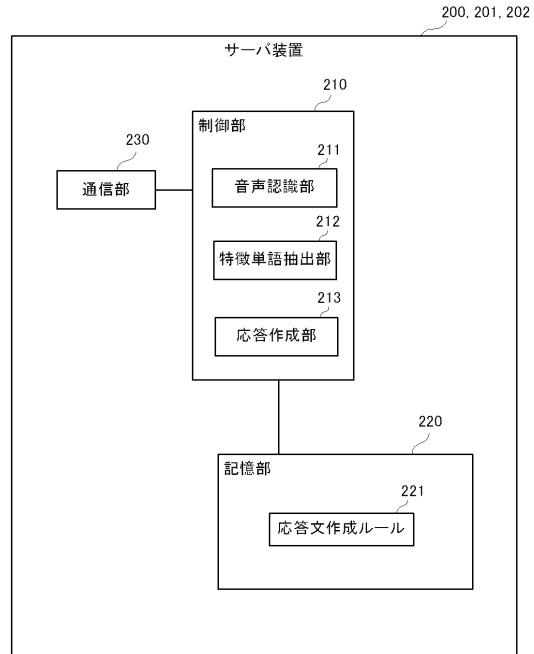 200, 201, 202
サーバ装置
210
制御部
230
通信部
211
音声認識部
212
特徴単語抽出部
213
応答作成部
220
記憶部
221
応答文作成ルール